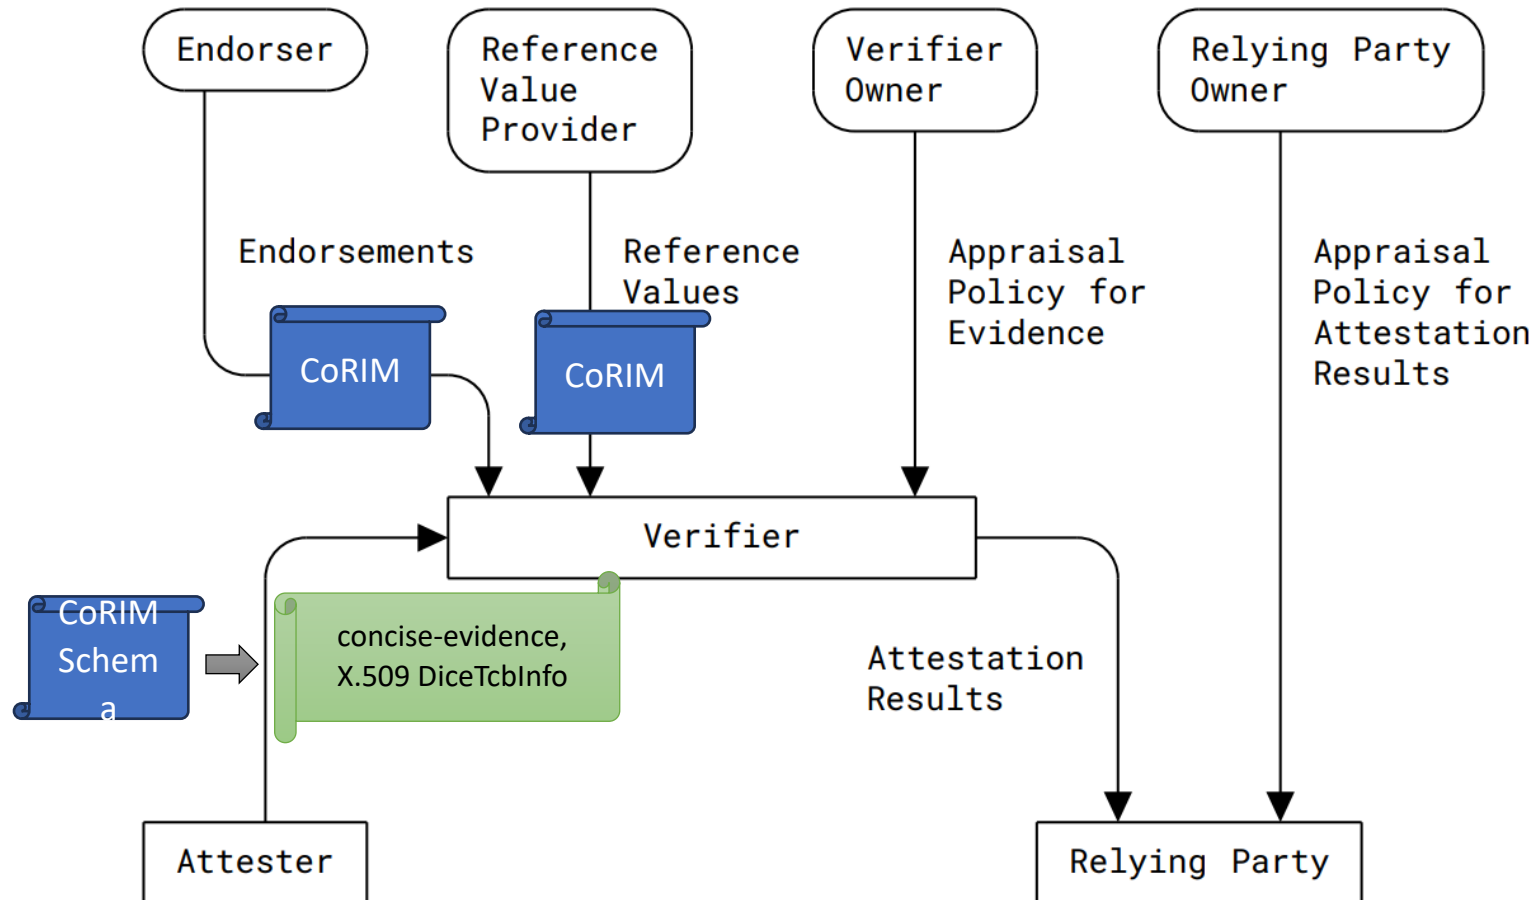 Endorser
Reference
Value
Provider
Verifier
Owner
Relying Party
Owner
Endorsements
Reference
Values
Appraisal
Policy for
Evidence
Appraisal
Policy for
Attestation
Results
CoRIM
CoRIM
Verifier
CoRIM
Schem
a
concise-evidence,
X.509 DiceTcbInfo
Attestation
Results
Attester
Relying Party